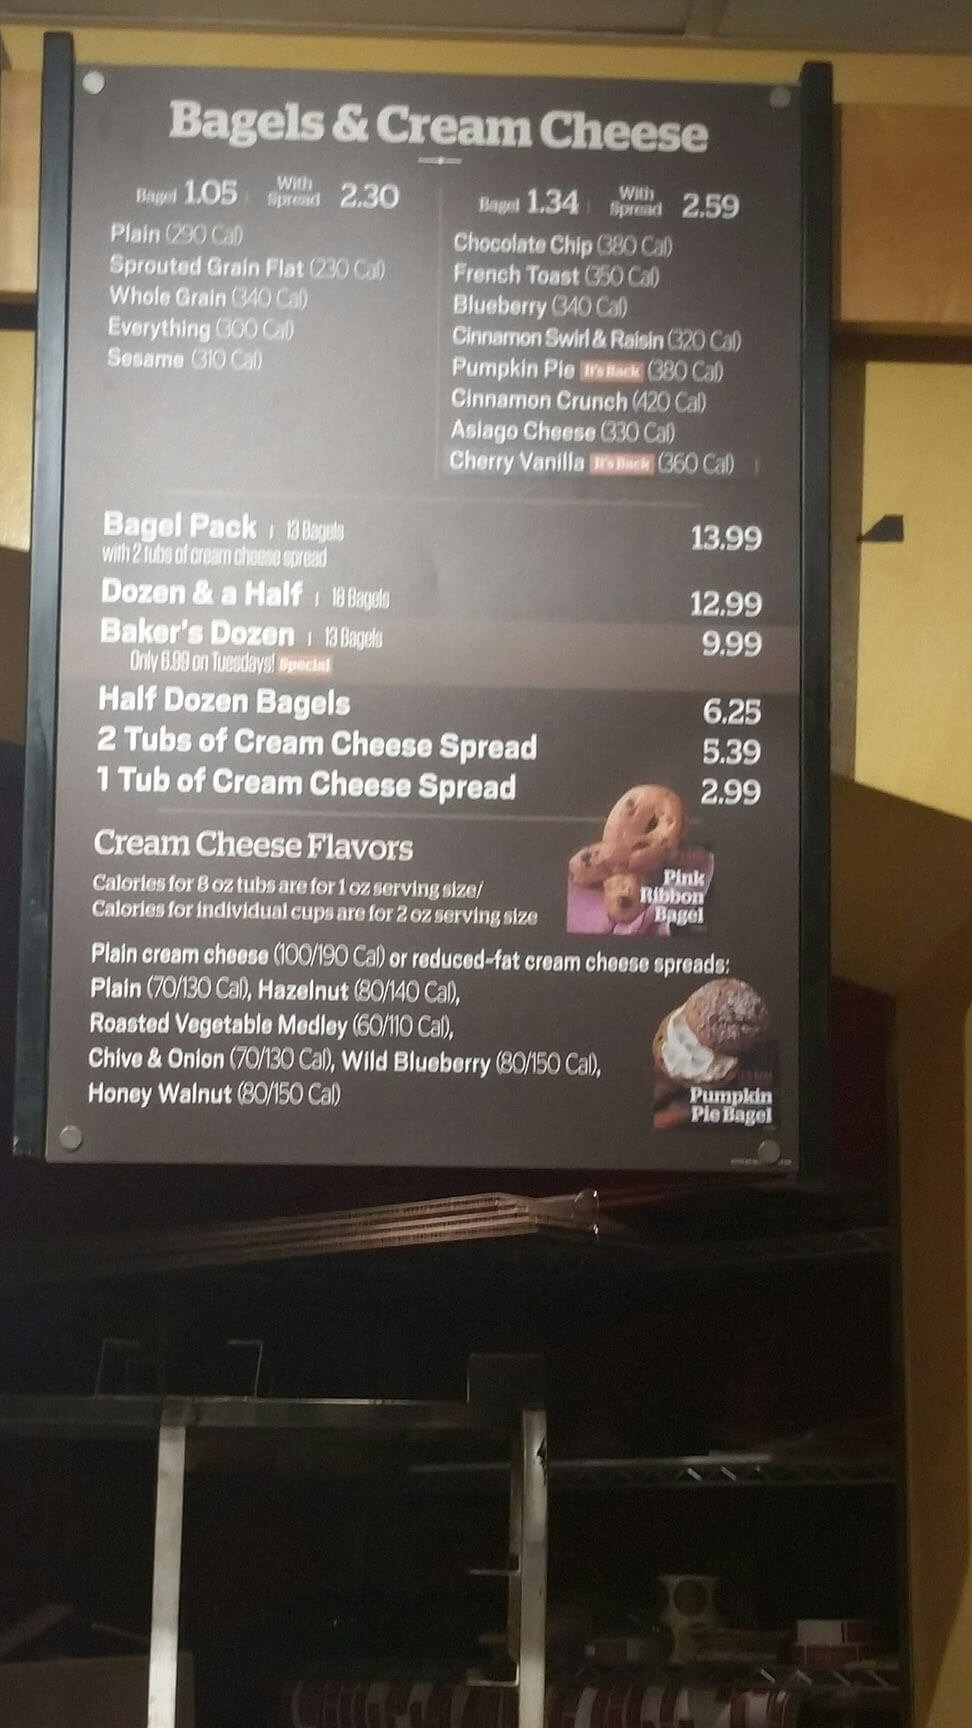 Bagels & Cream Cheese
Bagel 1.05 With Spread 2.30
Plain (290 Cal)
Sprouted Grain Flat (230 Cal)
Whole Grain (340 Cal)
Everything (300 Cal)
Sesame (310 Cal)
Bagel 1.34 With Spread 2.59
Chocolate Chip (380 Cal)
French Toast (350 Cal)
Blueberry (340 Cal)
Cinnamon Swirl & Raisin (320 Cal)
Pumpkin Pie It's Back (380 Cal)
Cinnamon Crunch (420 Cal)
Asiago Cheese (330 Cal)
Cherry Vanilla It's Back (360 Cal)
Bagel Pack | 13 Bagels 13.99
with 2 tubs of cream cheese spread
Dozen & a Half | 18 Bagels 12.99
Baker's Dozen | 13 Bagels 9.99
Only 6.99 on Tuesdays! Special
Half Dozen Bagels 6.25
2 Tubs of Cream Cheese Spread 5.39
1 Tub of Cream Cheese Spread 2.99
Cream Cheese Flavors
Calories for 8 oz tubs are for 1 oz serving size/
Calories for individual cups are for 2 oz serving size
Plain cream cheese (100/190 Cal) or reduced-fat cream cheese spreads:
Plain (70/130 Cal), Hazelnut (80/140 Cal),
Roasted Vegetable Medley (60/110 Cal),
Chive & Onion (70/130 Cal), Wild Blueberry (80/150 Cal),
Honey Walnut (80/150 Cal)
Pink
Ribbon
Bagel
Pumpkin
Pie Bagel